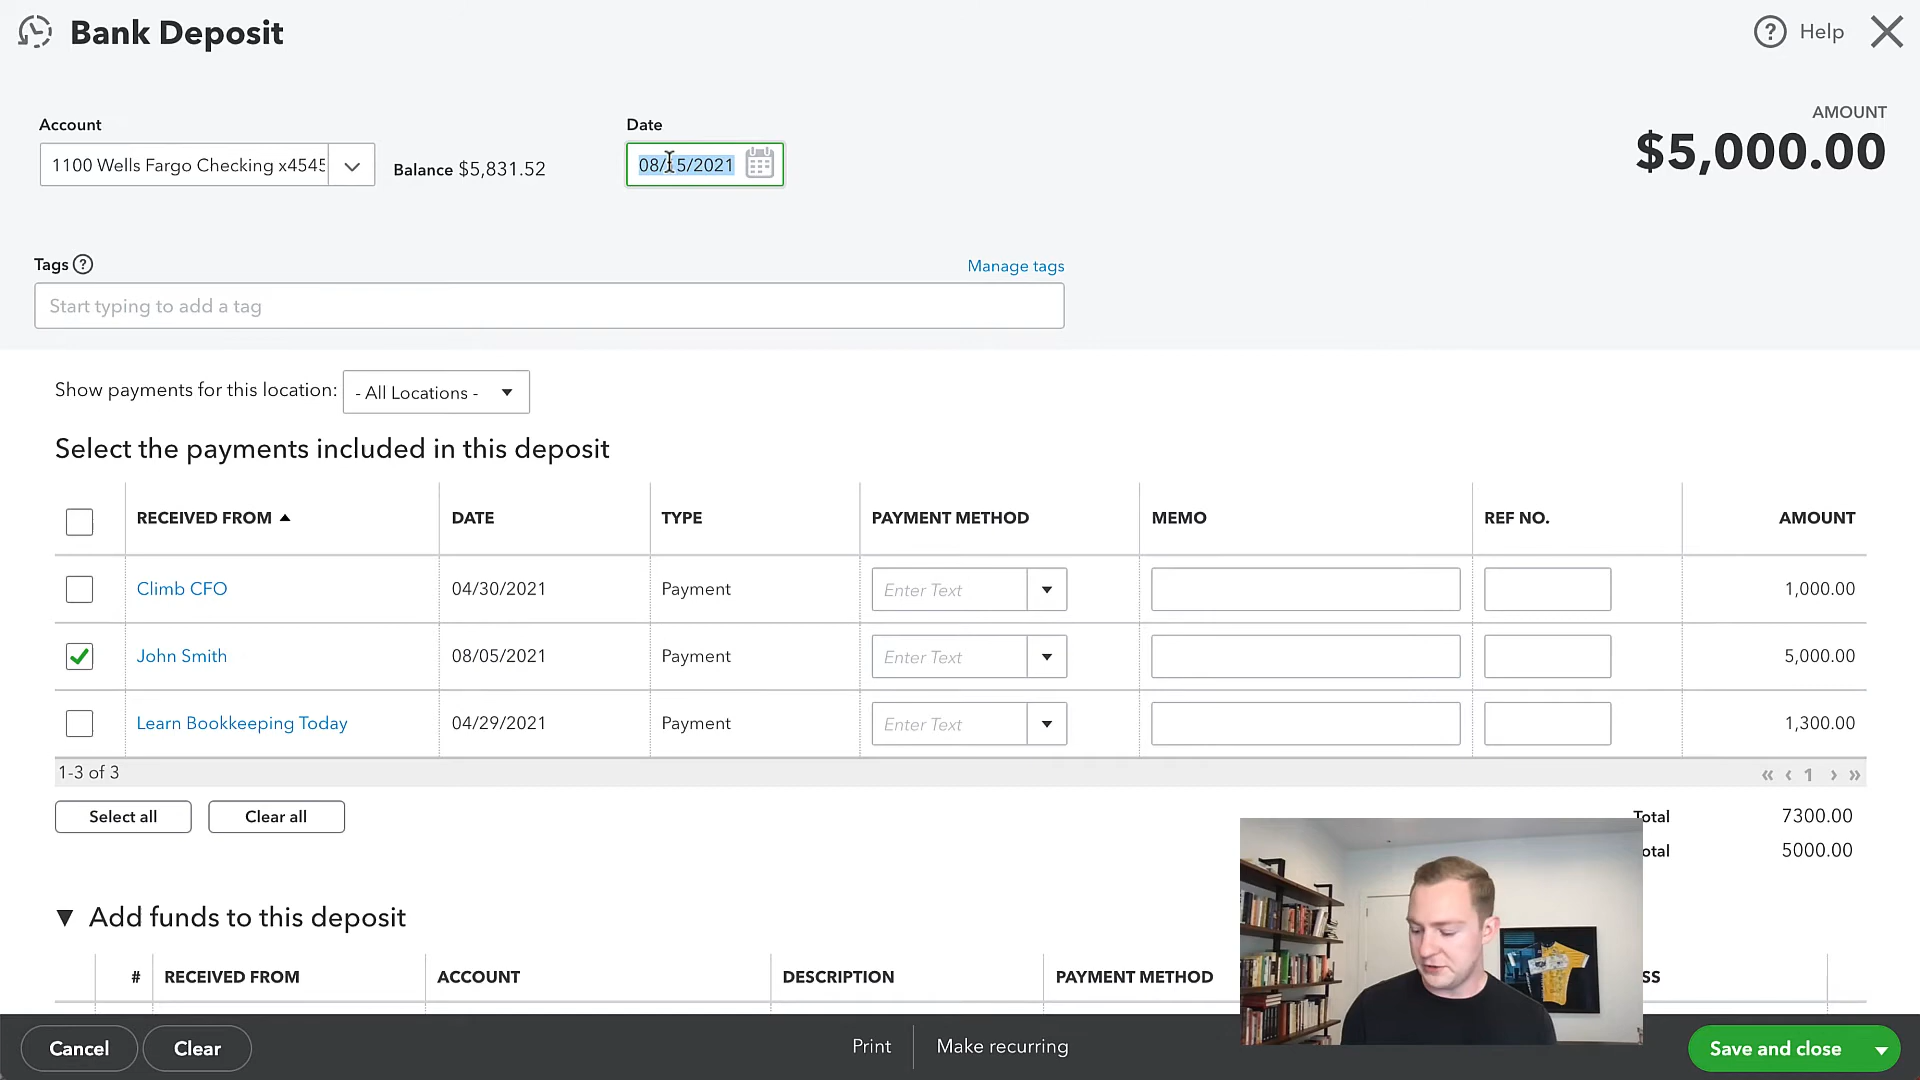 Bank Deposit
Help
Account
Date
AMOUNT
1100 Wells Fargo Checking x4545
Balance $5,831.52
08/15/2021
$5,000.00
Tags
Manage tags
Start typing to add a tag
Show payments for this location: - All Locations -
Select the payments included in this deposit
RECEIVED FROM DATE TYPE PAYMENT METHOD MEMO REF NO. AMOUNT
Climb CFO 04/30/2021 Payment Enter Text 1,000.00
John Smith 08/05/2021 Payment Enter Text 5,000.00
Learn Bookkeeping Today 04/29/2021 Payment Enter Text 1,300.00
1-3 of 3 « ‹ 1 › »
Select all Clear all Total 7300.00
otal 5000.00
Add funds to this deposit
# RECEIVED FROM ACCOUNT DESCRIPTION PAYMENT METHOD SS
Cancel Clear Print Make recurring Save and close